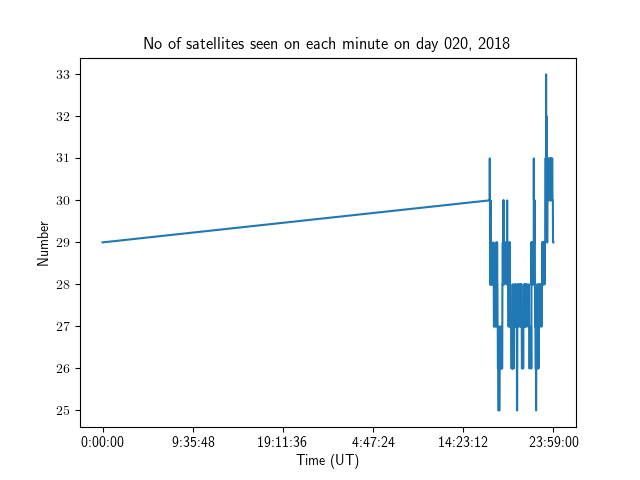 No of satellites seen on each minute on day 020, 2018
33
32
31
30
29
28
27
26
25
Number
0:00:00 9:35:48 19:11:36 4:47:24 14:23:12 23:59:00
Time (UT)